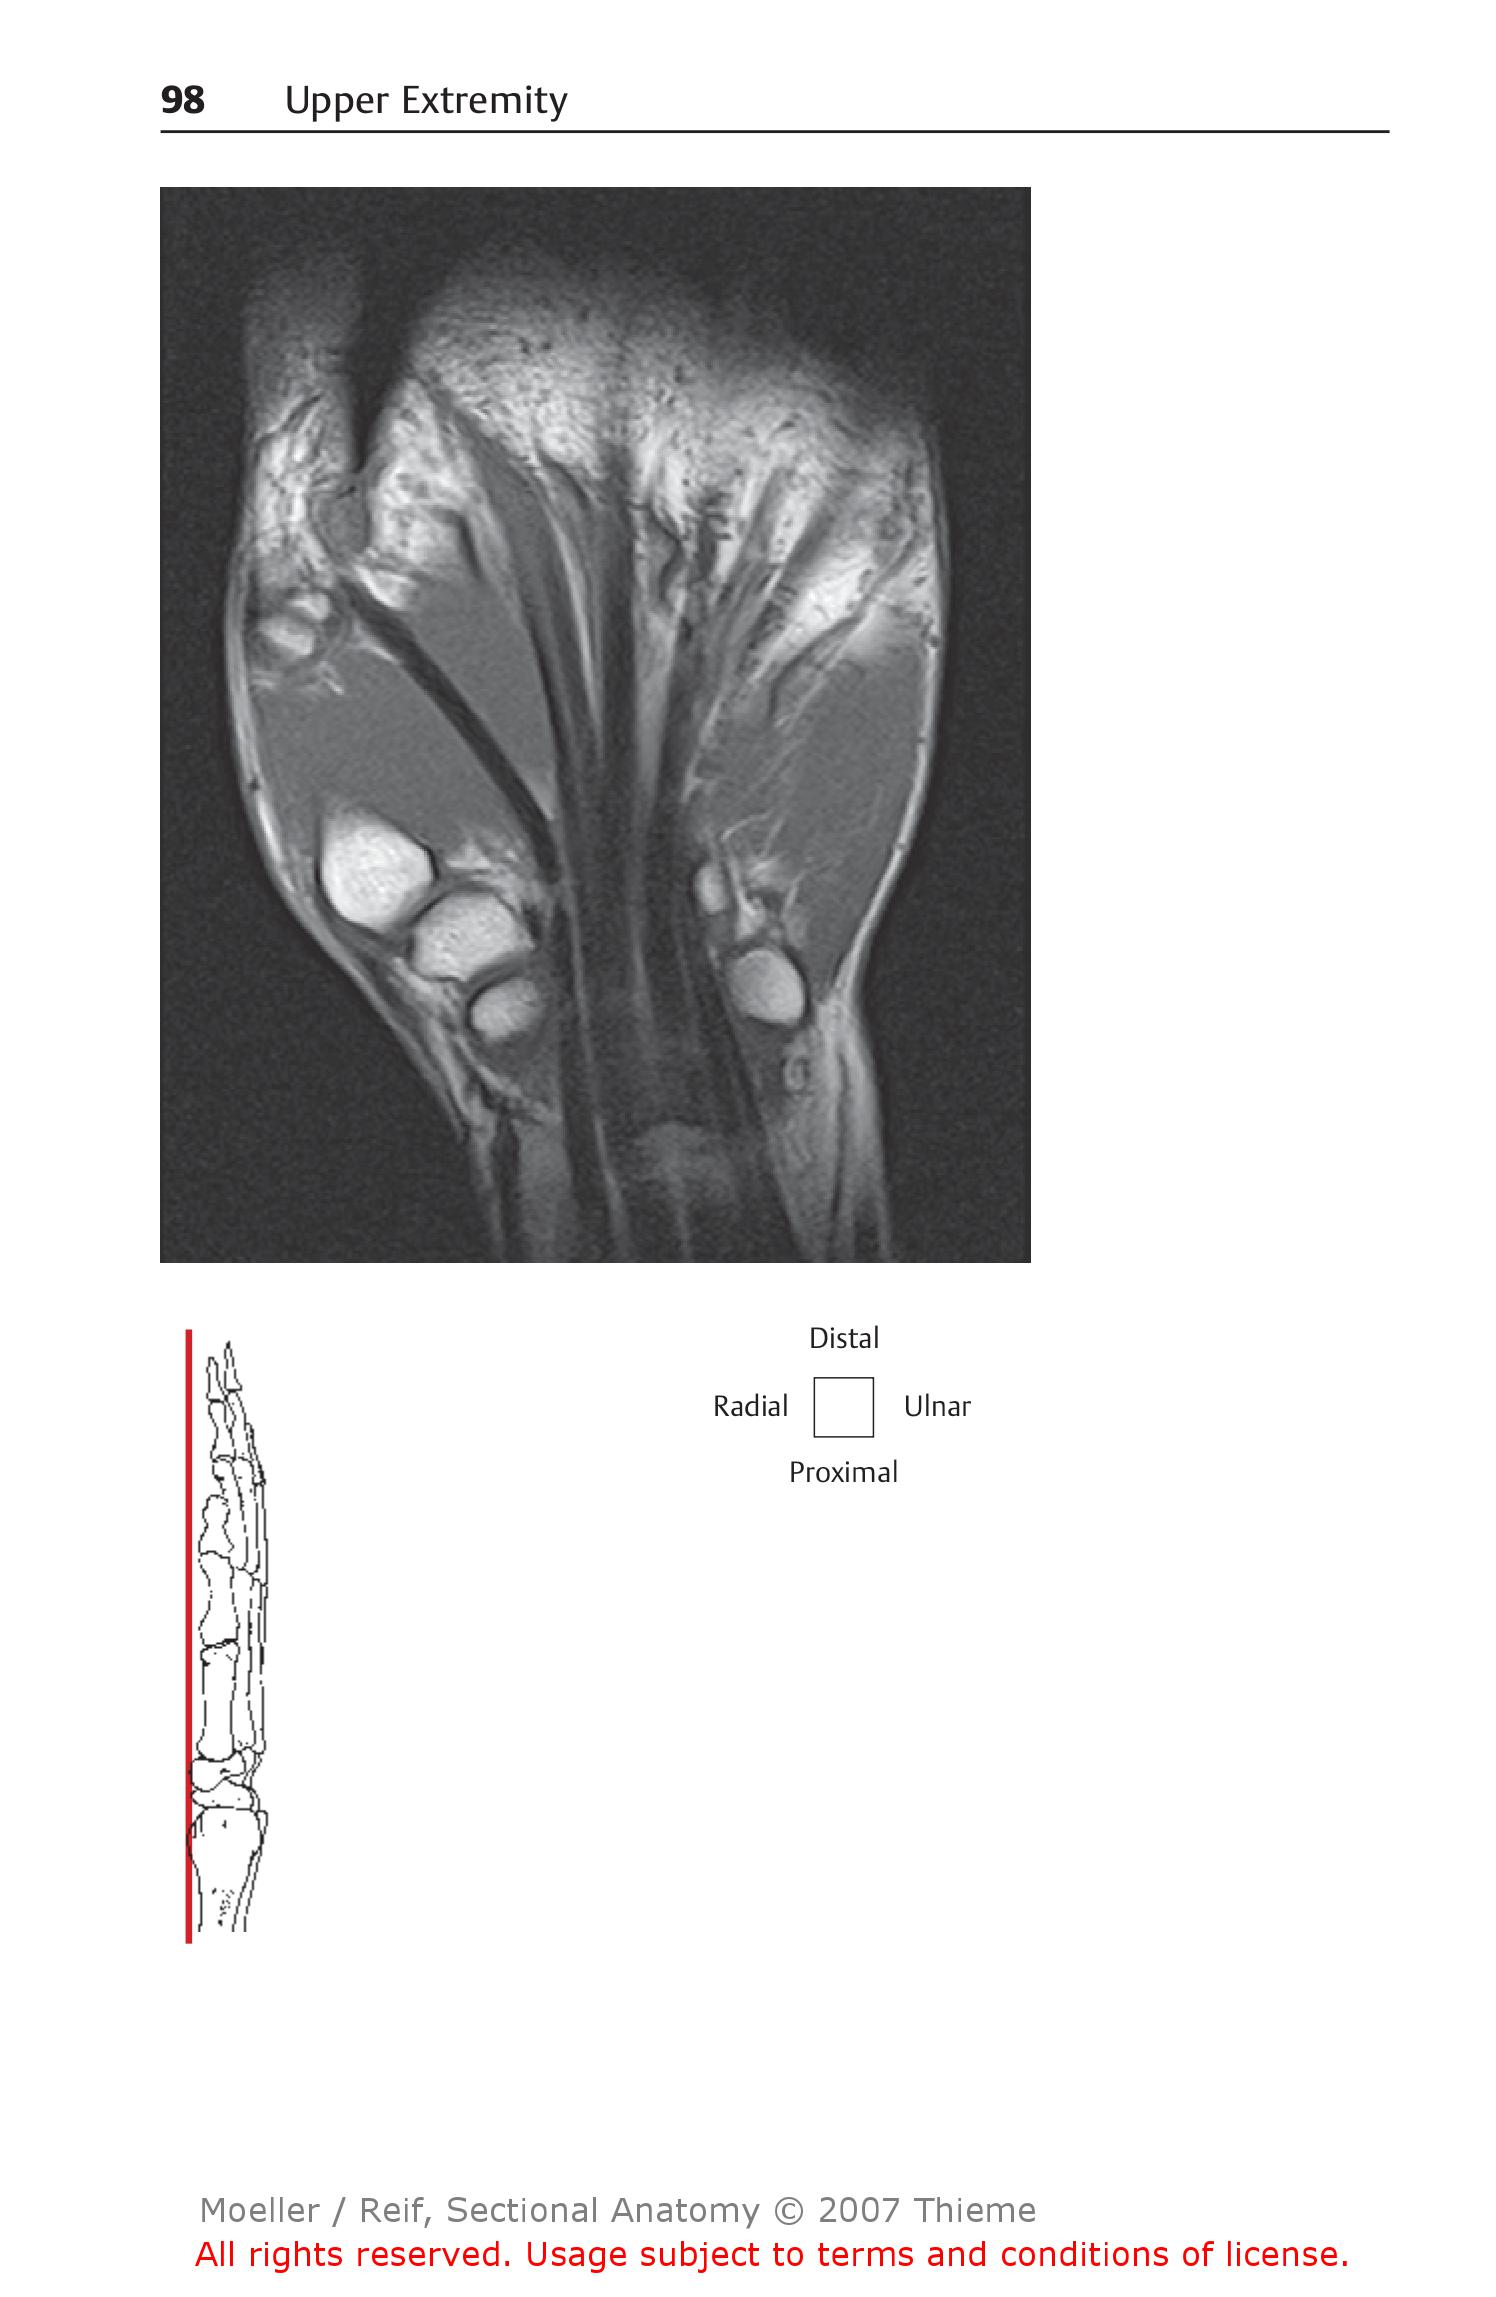 98 Upper Extremity
Distal
Radial Ulnar
Proximal
Moeller / Reif, Sectional Anatomy © 2007 Thieme
All rights reserved. Usage subject to terms and conditions of license.